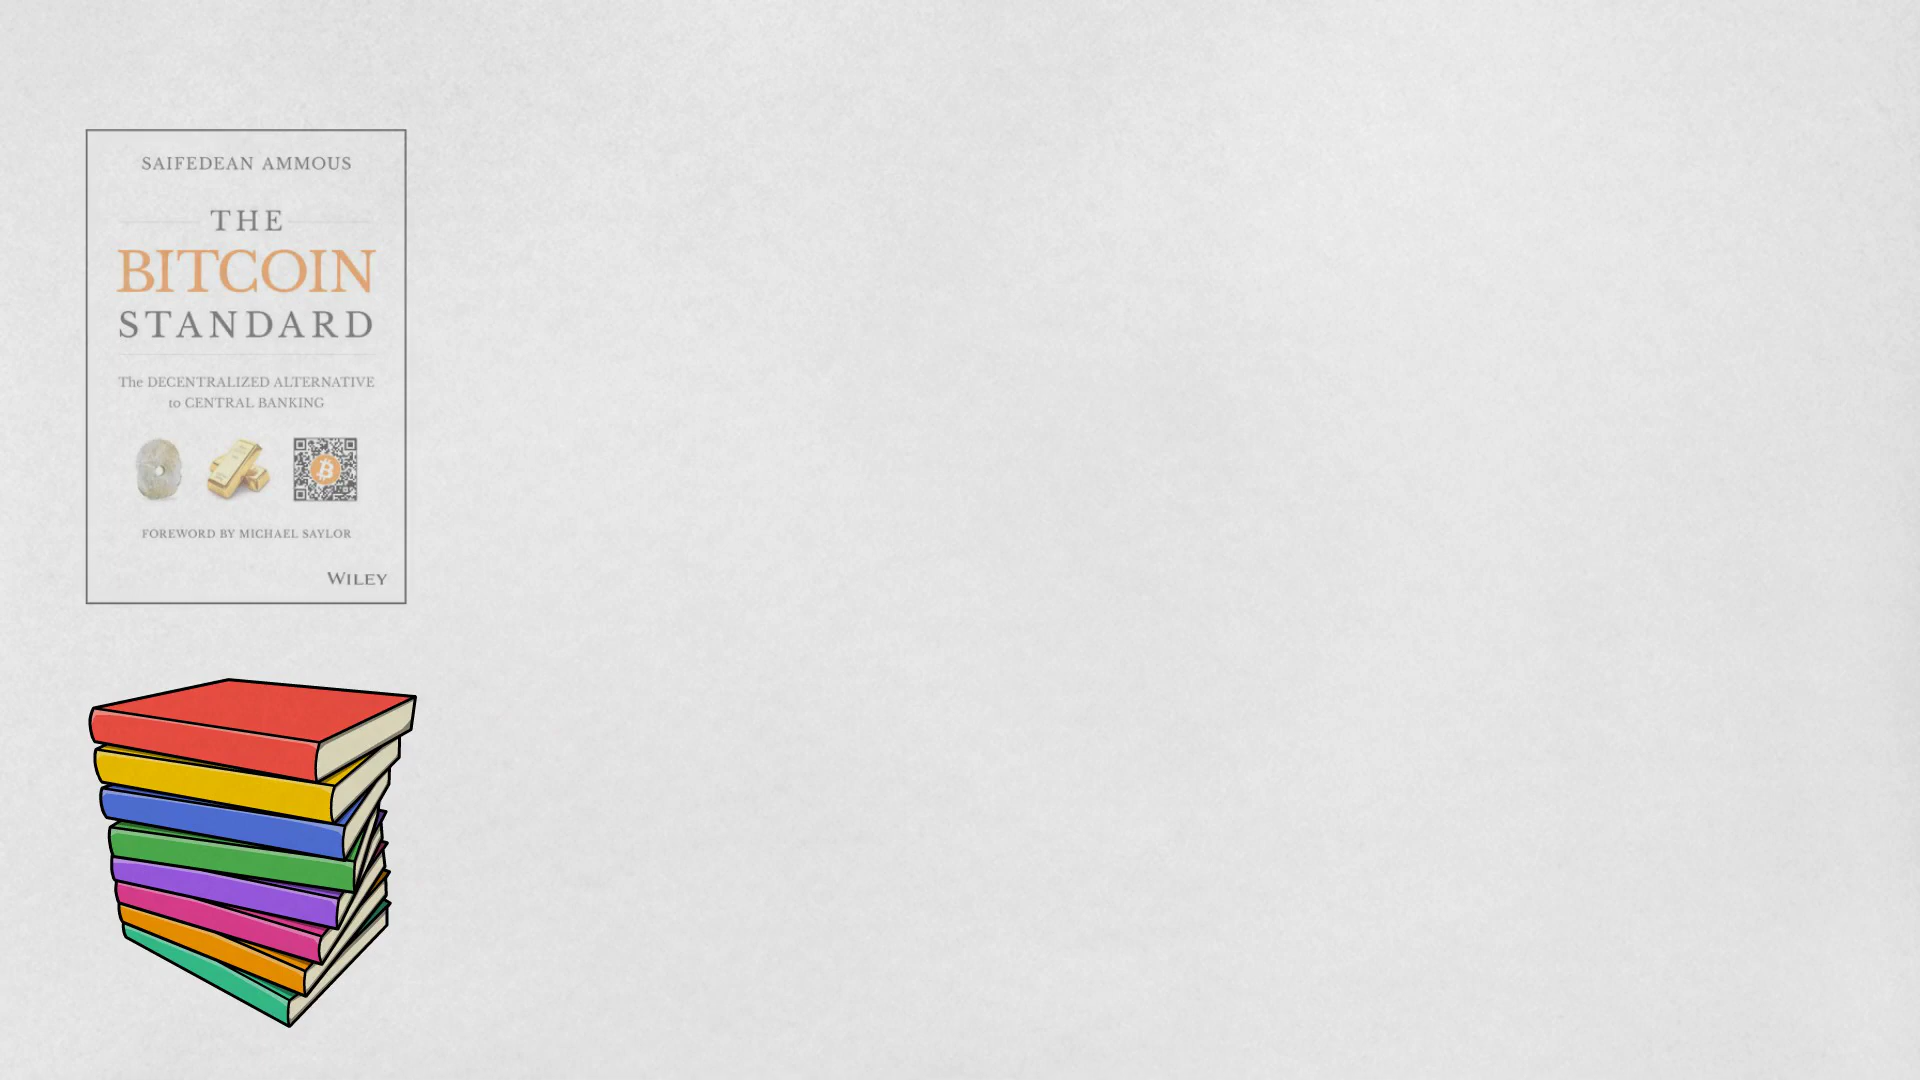 SAIFEDEAN AMMOUS
THE
BITCOIN
STANDARD
The DECENTRALIZED ALTERNATIVE
to CENTRAL BANKING
FOREWORD BY MICHAEL SAYLOR
WILEY